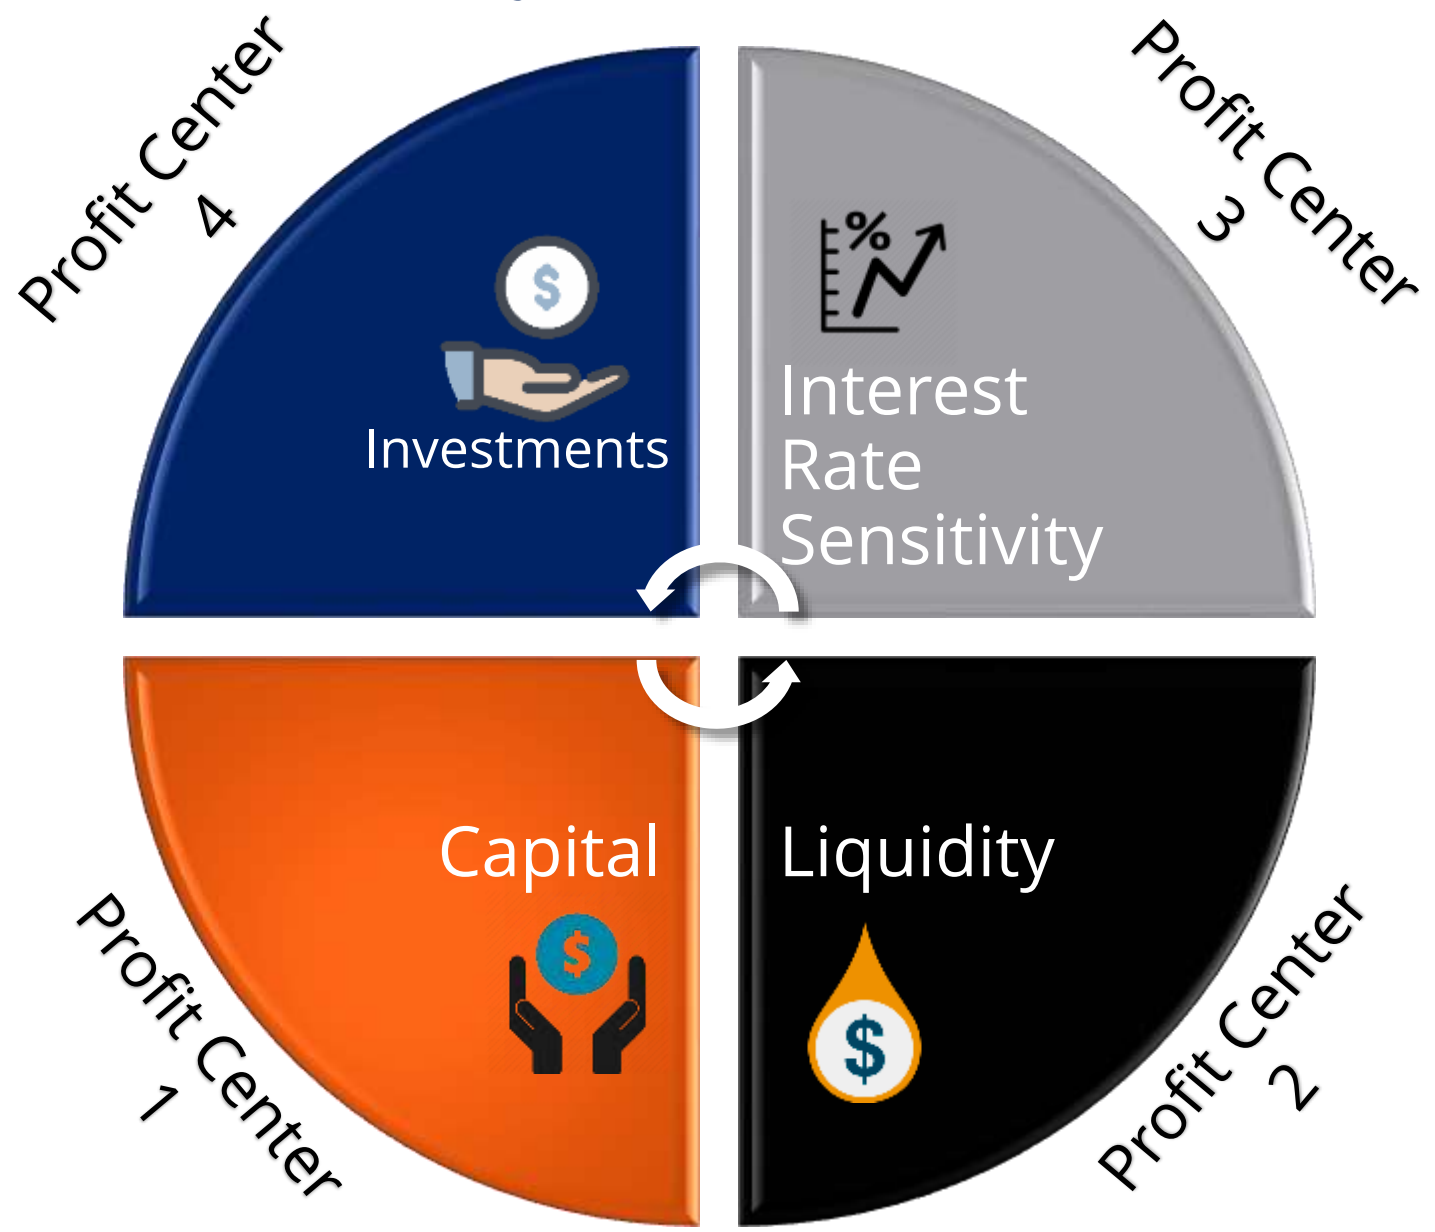 Profit Center
4
Profit Center
3
$
Investments
%
Interest
Rate
Sensitivity
Capital
$
Liquidity
$
Profit Center
1
Profit Center
2